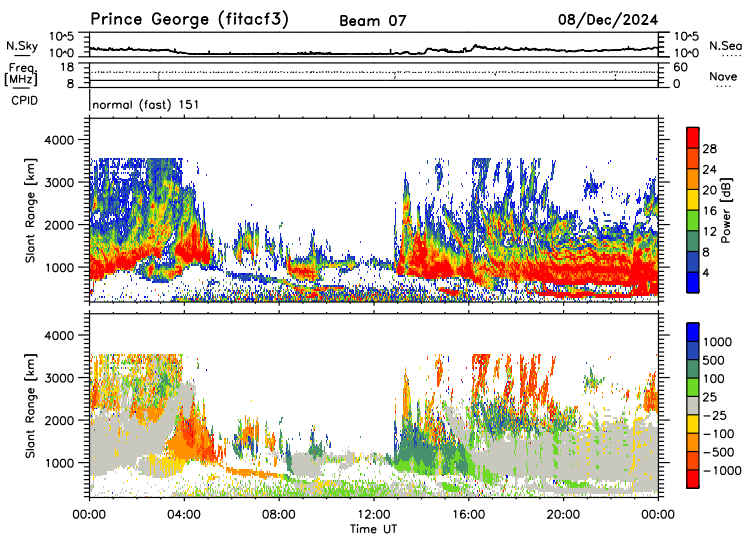 Prince George (fitacf3) Beam 07 08/Dec/2024
N.Sky 10^5 10^0 10^5 10^0 N.Sea
Freq. [MHz] 18 8 60 0 Nave
CPID normal (fast) 151
Slant Range [km] 4000 3000 2000 1000
28 24 20 16 12 8 4 Power [dB]
Slant Range [km] 4000 3000 2000 1000
1000 500 100 25 -25 -100 -500 -1000
00:00 04:00 08:00 12:00 16:00 20:00 00:00
Time UT